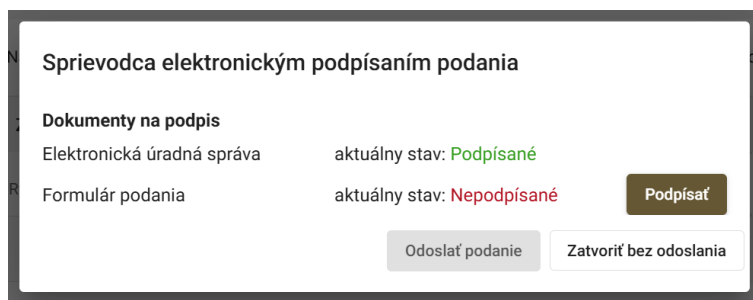 Sprievodca elektronickým podpísaním podania
Dokumenty na podpis
Elektronická úradná správa aktuálny stav: Podpísané
Formulár podania aktuálny stav: Nepodpísané Podpísať
Odoslať podanie Zatvoriť bez odoslania